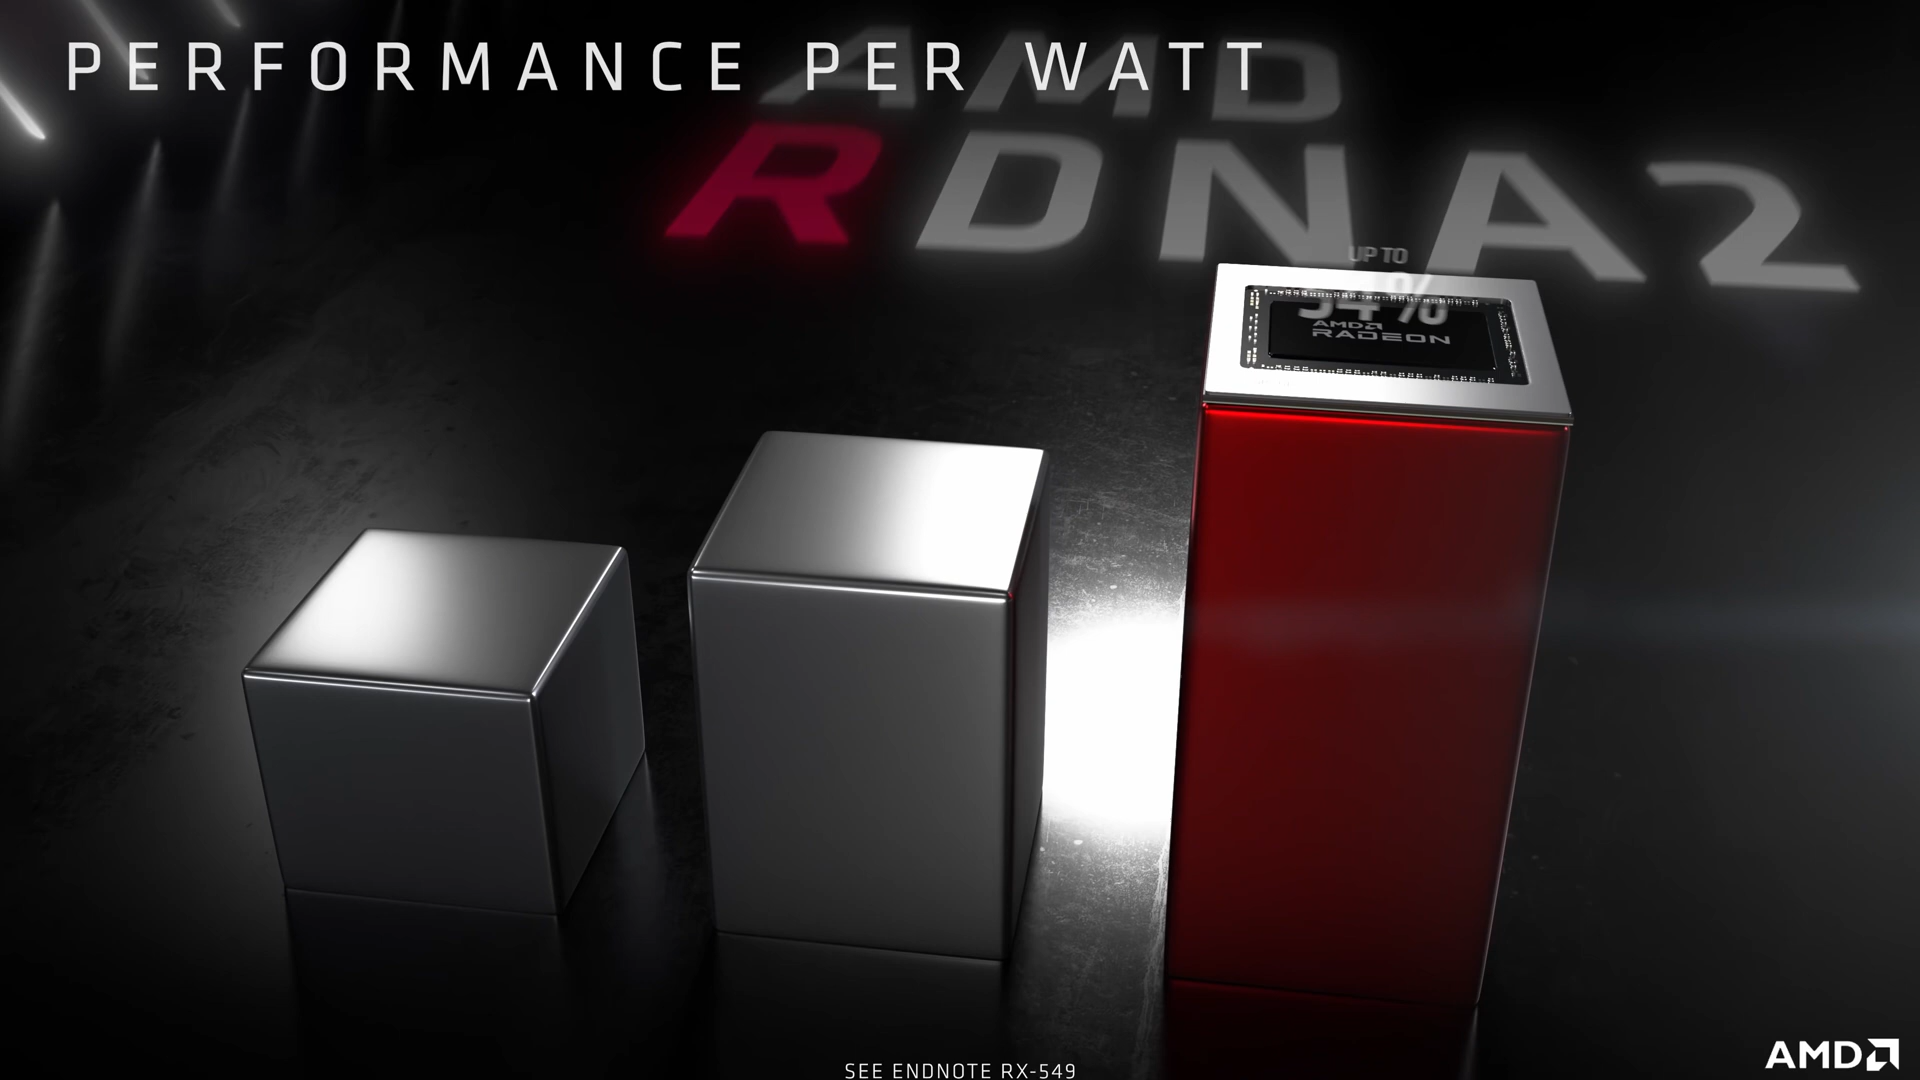 PERFORMANCE PER WATT
AMD
RDNA2
UP TO
AMD
RADEON
SEE ENDNOTE RX-549
AMD